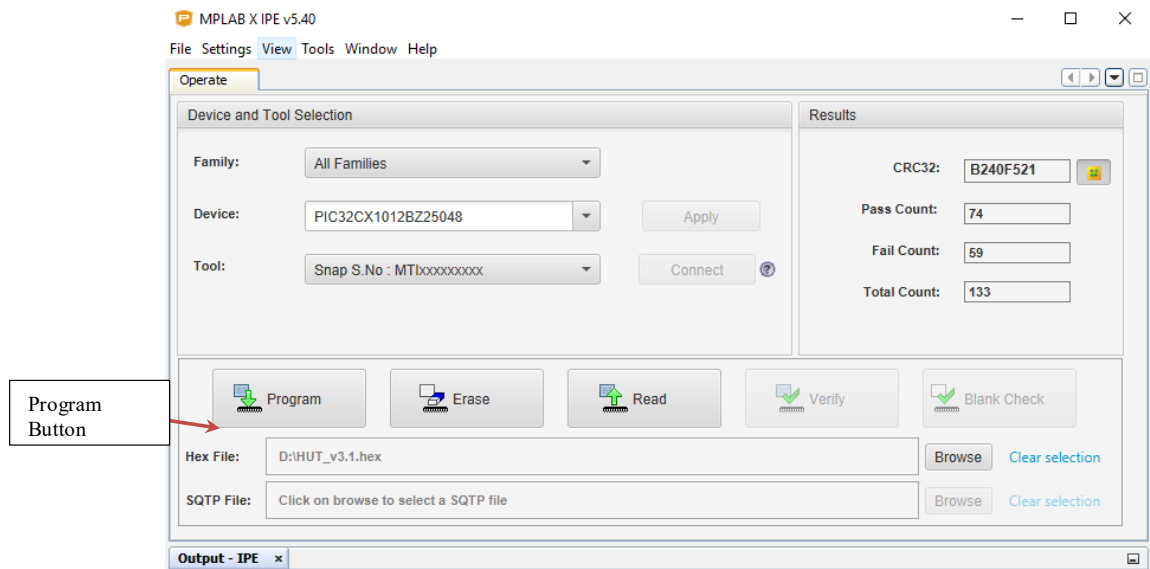 MPLAB X IPE v5.40
File Settings View Tools Window Help
Operate
Device and Tool Selection
Family:
All Families
Device:
PIC32CX1012BZ25048
Apply
Tool:
Snap S.No : MTIxxxxxxxxx
Connect
?
Results
CRC32:
B240F521
Pass Count:
74
Fail Count:
59
Total Count:
133
Program
Erase
Read
Verify
Blank Check
Program
Button
Hex File:
D:\HUT_v3.1.hex
Browse
Clear selection
SQTP File:
Click on browse to select a SQTP file
Browse
Clear selection
Output - IPE